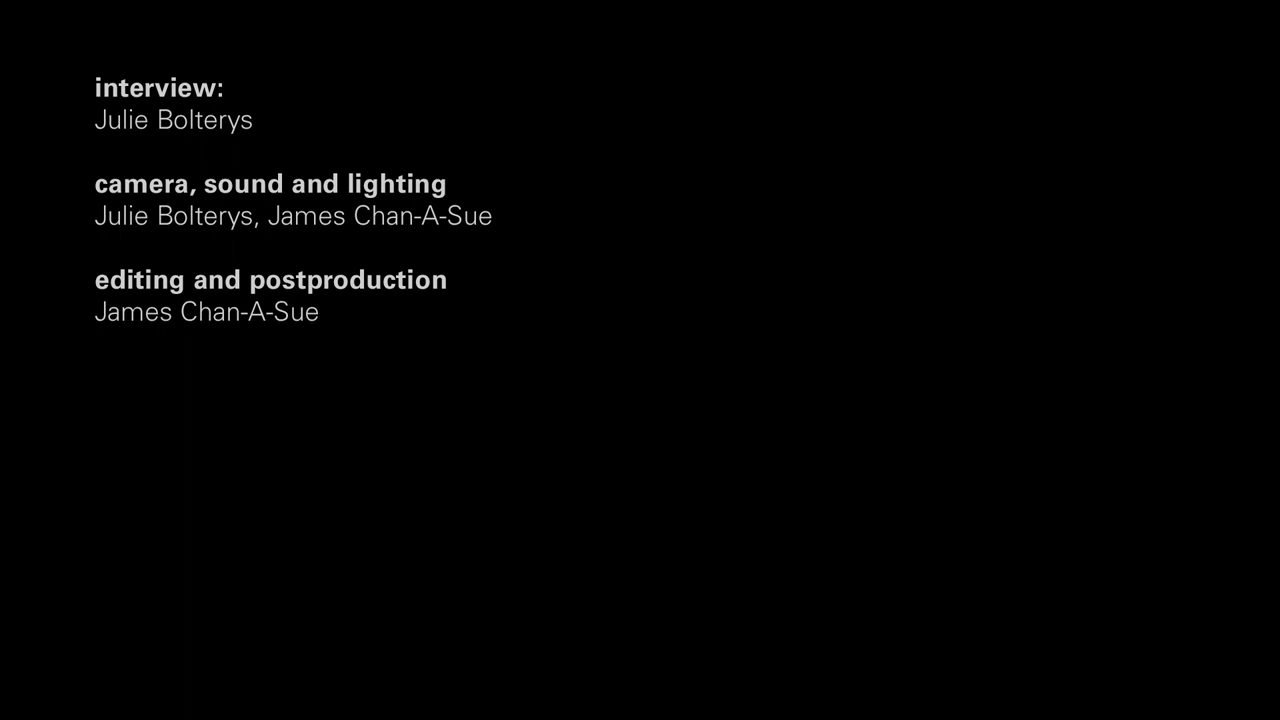 interview:
Julie Bolterys
camera, sound and lighting
Julie Bolterys, James Chan-A-Sue
editing and postproduction
James Chan-A-Sue